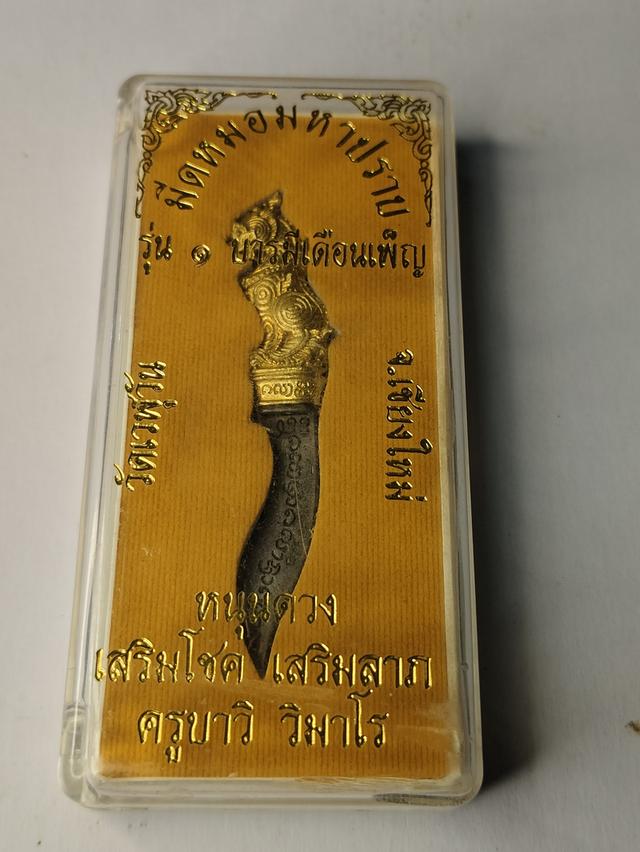 มีดหมอมหาปราบ
รุ่น ๑ บารมีเดือนเพ็ญ
วัดเวฬุวัน
จ.เชียงใหม่
หนุนดวง
เสริมโชค เสริมลาภ
ครูบาวิ วิมาโร